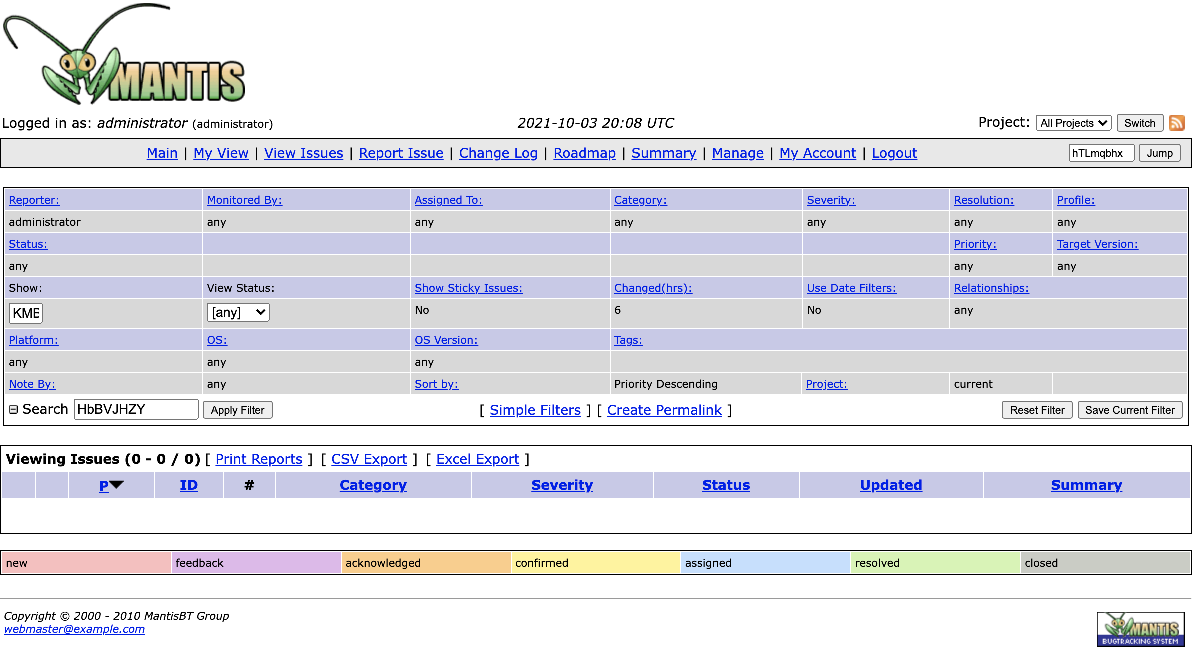 MANTIS
Logged in as: administrator (administrator) 2021-10-03 20:08 UTC Project: All Projects Switch
Main | My View | View Issues | Report Issue | Change Log | Roadmap | Summary | Manage | My Account | Logout hTLmqbhx Jump
Reporter: Monitored By: Assigned To: Category: Severity: Resolution: Profile:
administrator any any any any any any
Status: Priority: Target Version:
any any any
Show: View Status: Show Sticky Issues: Changed(hrs): Use Date Filters: Relationships:
KME [any] No 6 No any
Platform: OS: OS Version: Tags:
any any any
Note By: any Sort by: Priority Descending Project: current
Search HbBVJHZY Apply Filter [ Simple Filters ] [ Create Permalink ] Reset Filter Save Current Filter
Viewing Issues (0 - 0 / 0) [ Print Reports ] [ CSV Export ] [ Excel Export ]
P ID # Category Severity Status Updated Summary
new feedback acknowledged confirmed assigned resolved closed
Copyright © 2000 - 2010 MantisBT Group
webmaster@example.com
MANTIS
BUGTRACKING SYSTEM